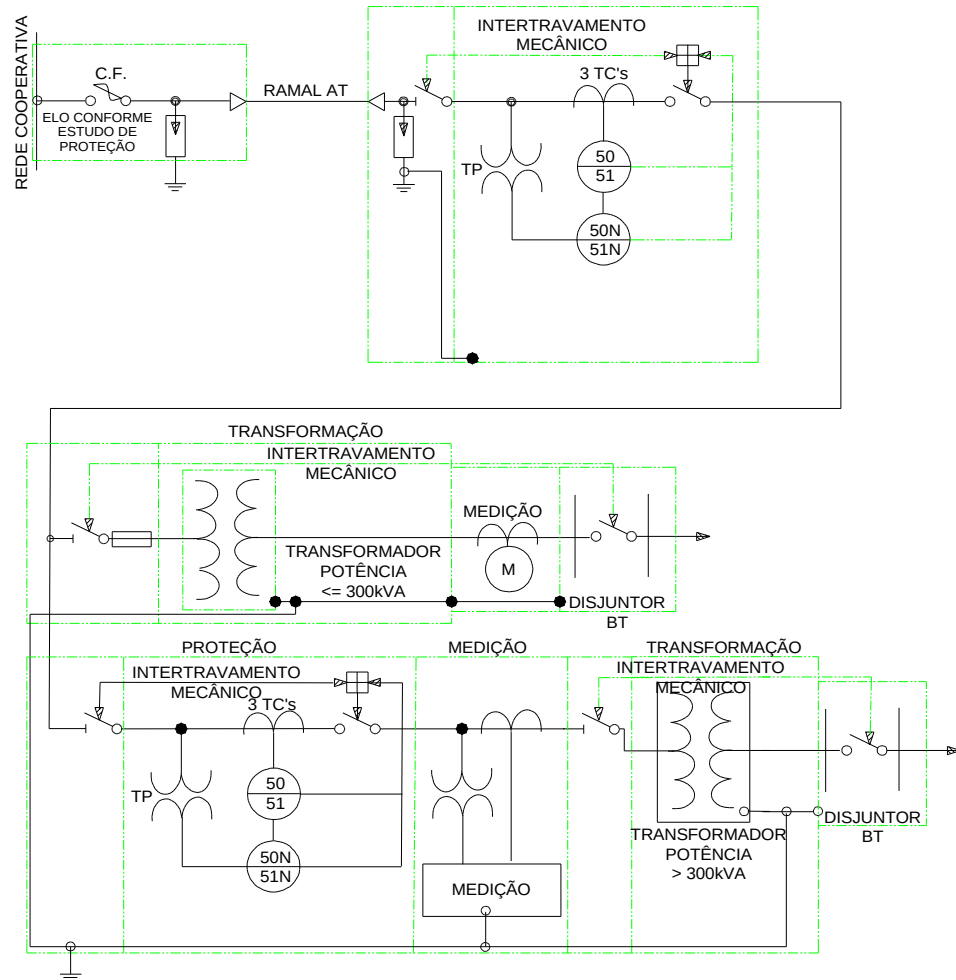 REDE COOPERATIVA
C.F.
ELO CONFORME
ESTUDO DE
PROTEÇÃO
RAMAL AT
INTERTRAVAMENTO
MECÂNICO
3 TC's
TP
50
51
50N
51N
TRANSFORMAÇÃO
INTERTRAVAMENTO
MECÂNICO
MEDIÇÃO
M
TRANSFORMADOR
POTÊNCIA
<= 300kVA
DISJUNTOR
BT
PROTEÇÃO
MEDIÇÃO
TRANSFORMAÇÃO
INTERTRAVAMENTO
MECÂNICO
3 TC's
TP
50
51
50N
51N
MEDIÇÃO
INTERTRAVAMENTO
MECÂNICO
TRANSFORMADOR
POTÊNCIA
> 300kVA
DISJUNTOR
BT